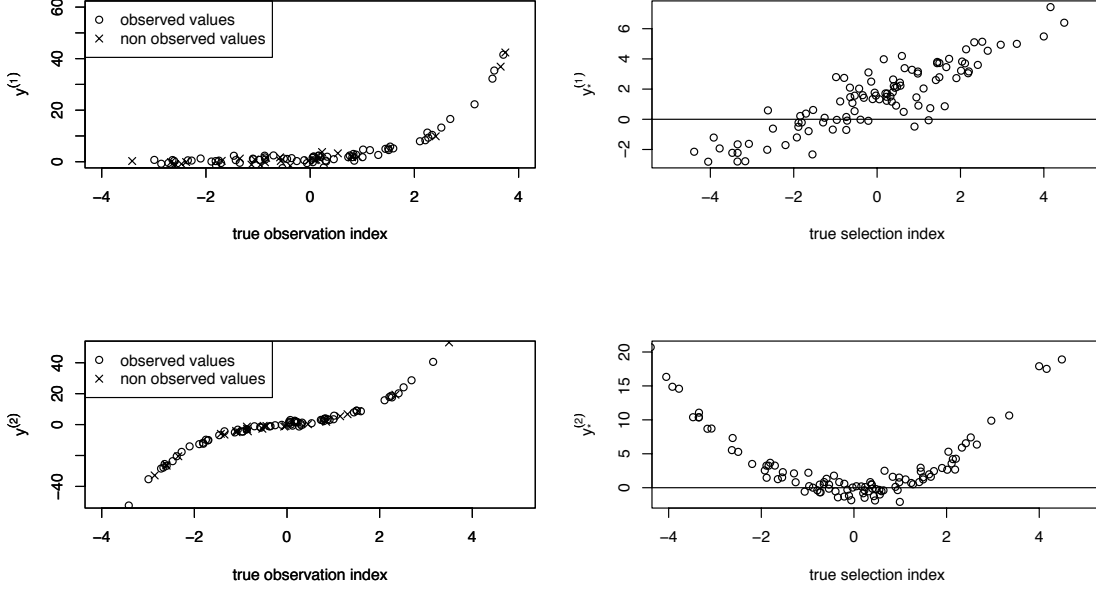 60
40
20
0
y(1)
○ observed values
× non observed values
−4 −2 0 2 4
true observation index
6
4
2
0
−2
y*(1)
−4 −2 0 2 4
true selection index
40
20
0
−40
y(2)
○ observed values
× non observed values
−4 −2 0 2 4
true observation index
20
15
10
5
0
y*(2)
−4 −2 0 2 4
true selection index